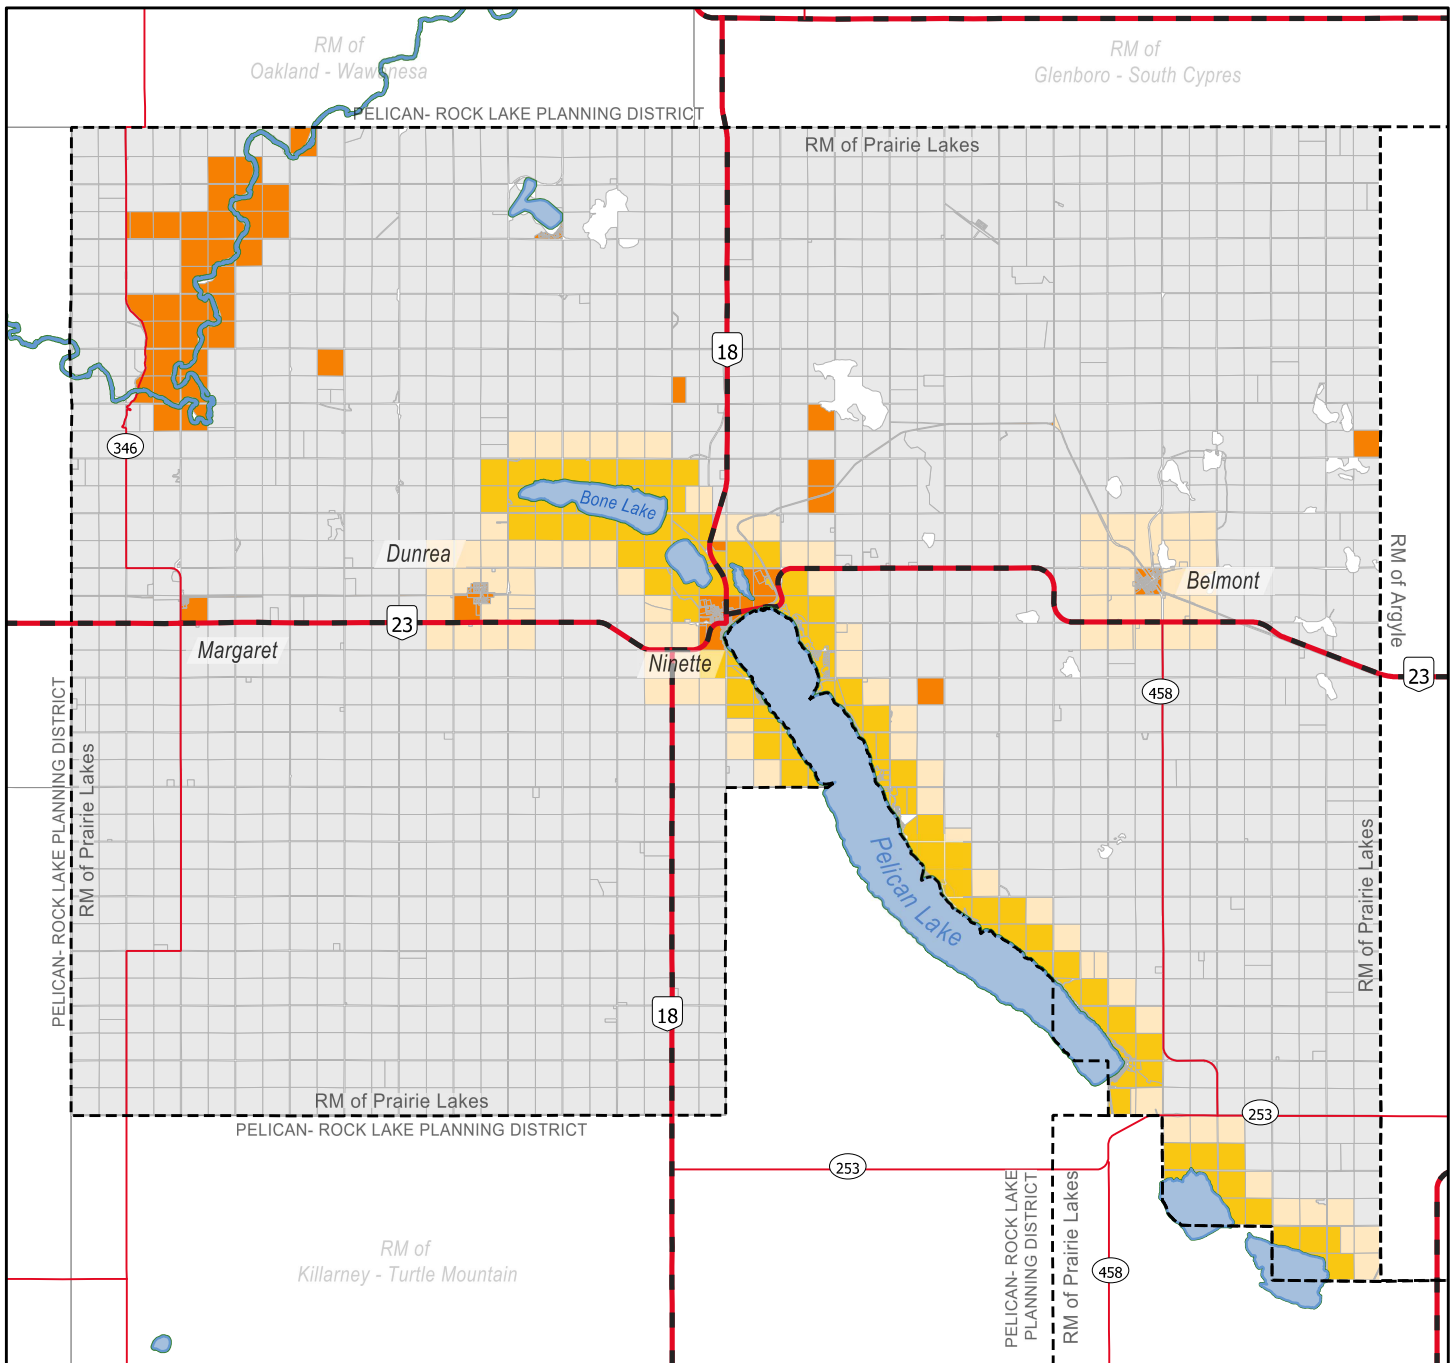 RM of
Oakland - Wawanesa
RM of
Glenboro - South Cypres
PELICAN- ROCK LAKE PLANNING DISTRICT
RM of Prairie Lakes
18
346
Bone Lake
Dunrea
Belmont
RM of Argyle
23
Margaret
Ninette
23
458
PELICAN- ROCK LAKE PLANNING DISTRICT
RM of Prairie Lakes
Pelican Lake
RM of Prairie Lakes
18
RM of Prairie Lakes
PELICAN- ROCK LAKE PLANNING DISTRICT
253
253
PELICAN- ROCK LAKE
PLANNING DISTRICT
RM of Prairie Lakes
RM of
Killarney - Turtle Mountain
458